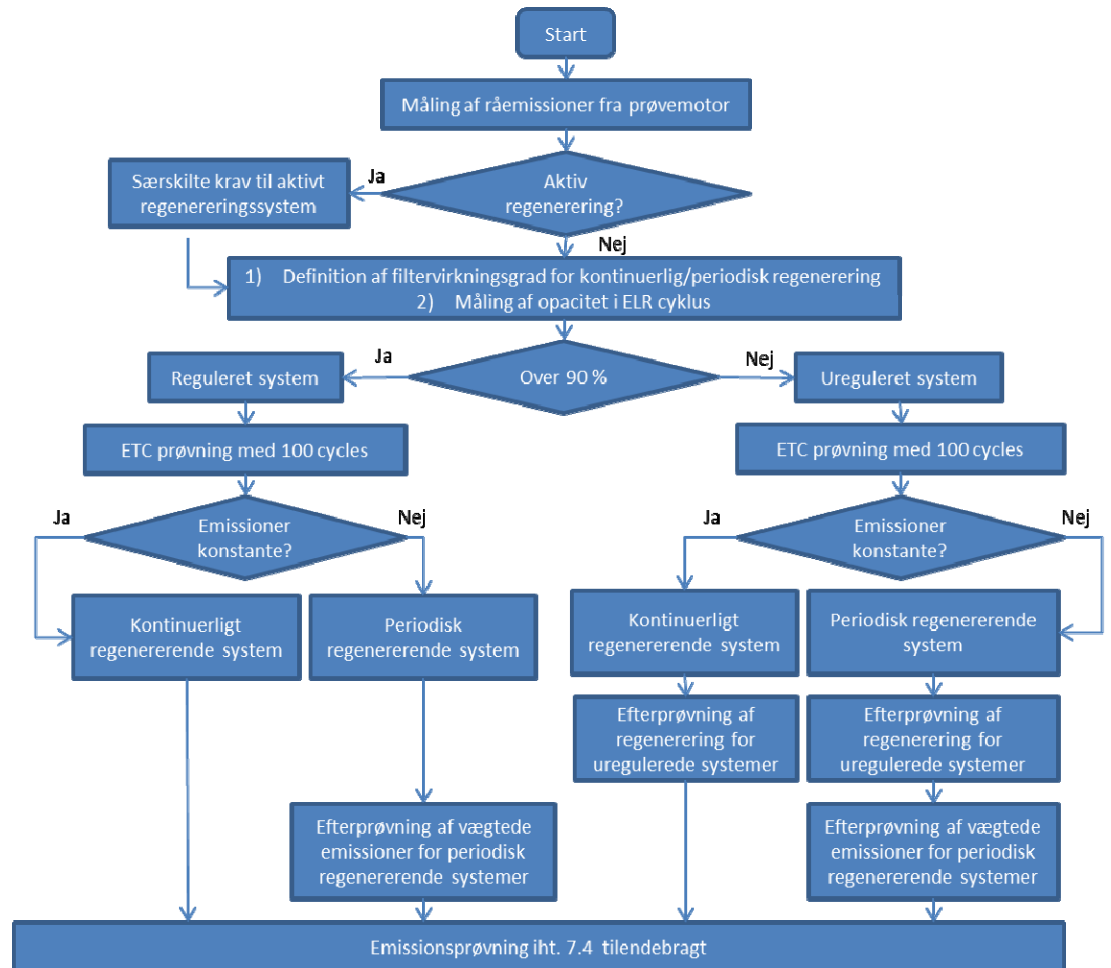 Start
Måling af råemissioner fra prøvemotor
Ja
Særskilte krav til aktivt
regenereringssystem
Aktiv
regenerering?
Nej
1) Definition af filtervirkningsgrad for kontinuerlig/periodisk regenerering
2) Måling af opacitet i ELR cyklus
Ja
Nej
Reguleret system
Over 90 %
Ureguleret system
ETC prøvning med 100 cycles
ETC prøvning med 100 cycles
Ja
Emissioner
konstante?
Nej
Ja
Emissioner
konstante?
Nej
Kontinuerligt
regenererende system
Periodisk
regenererende system
Kontinuerligt
regenererende system
Periodisk regenererende
system
Efterprøvning af
regenerering for
uregulerede systemer
Efterprøvning af
regenerering for
uregulerede systemer
Efterprøvning af vægtede
emissioner for periodisk
regenererende systemer
Efterprøvning af vægtede
emissioner for periodisk
regenererende systemer
Emissionsprøvning iht. 7.4 tilendebragt